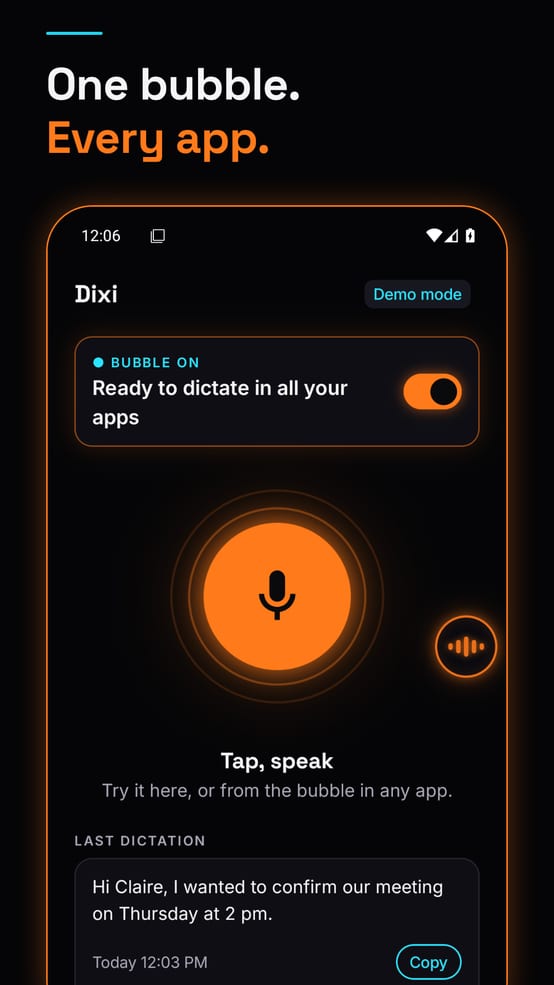 One bubble.
Every app.
12:06
Dixi
Demo mode
BUBBLE ON
Ready to dictate in all your
apps
Tap, speak
Try it here, or from the bubble in any app.
LAST DICTATION
Hi Claire, I wanted to confirm our meeting
on Thursday at 2 pm.
Today 12:03 PM
Copy